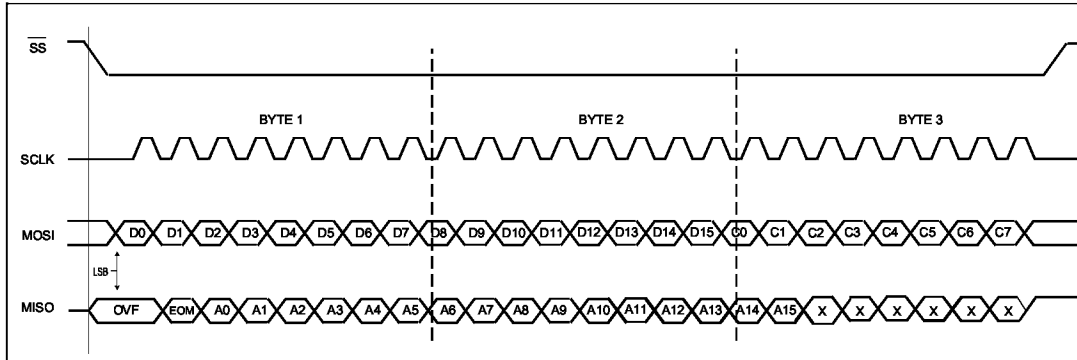 SS
BYTE 1 BYTE 2 BYTE 3
SCLK
MOSI D0 D1 D2 D3 D4 D5 D6 D7 D8 D9 D10 D11 D12 D13 D14 D15 C0 C1 C2 C3 C4 C5 C6 C7
LSB
MISO OVF EOM A0 A1 A2 A3 A4 A5 A6 A7 A8 A9 A10 A11 A12 A13 A14 A15 X X X X X X